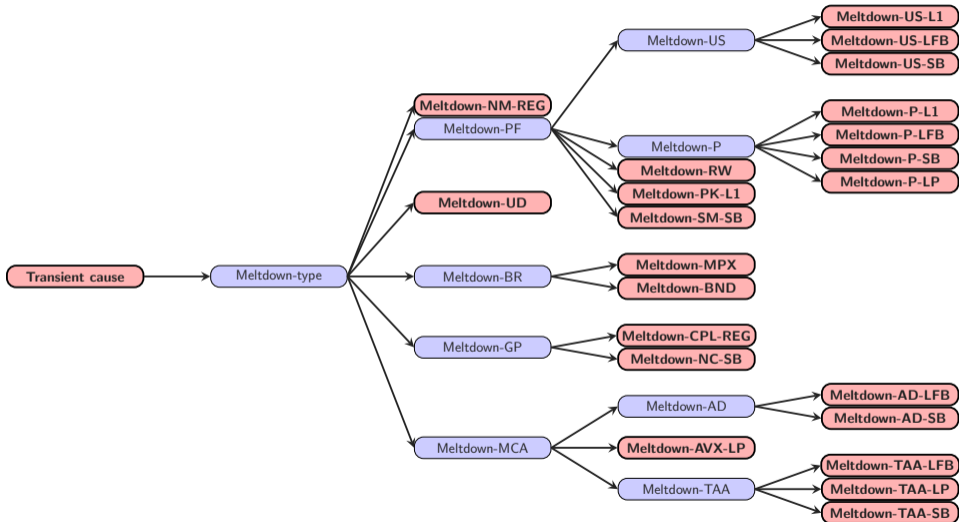 Transient cause
Meltdown-type
Meltdown-NM-REG
Meltdown-PF
Meltdown-US
Meltdown-US-L1
Meltdown-US-LFB
Meltdown-US-SB
Meltdown-P
Meltdown-P-L1
Meltdown-P-LFB
Meltdown-P-SB
Meltdown-P-LP
Meltdown-RW
Meltdown-PK-L1
Meltdown-SM-SB
Meltdown-UD
Meltdown-BR
Meltdown-MPX
Meltdown-BND
Meltdown-GP
Meltdown-CPL-REG
Meltdown-NC-SB
Meltdown-MCA
Meltdown-AD
Meltdown-AD-LFB
Meltdown-AD-SB
Meltdown-AVX-LP
Meltdown-TAA
Meltdown-TAA-LFB
Meltdown-TAA-LP
Meltdown-TAA-SB